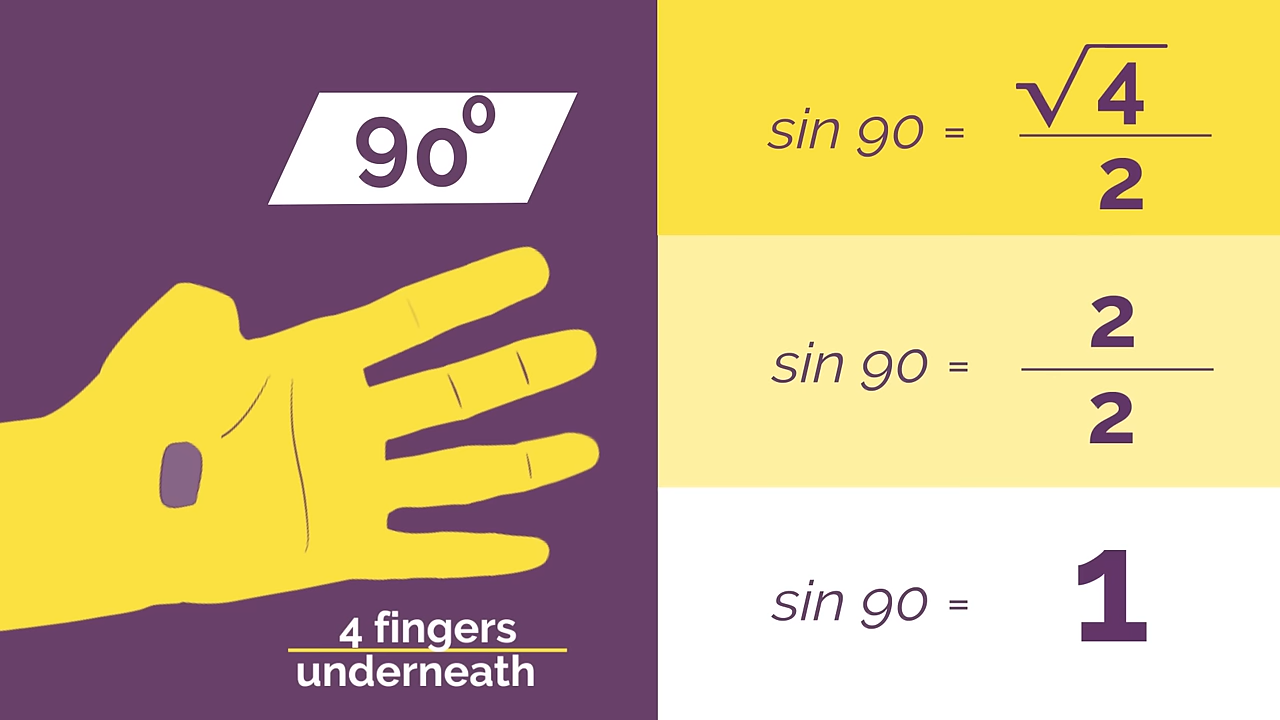 90°
4 fingers
underneath
sin 90 = √4
2
sin 90 = 2
2
sin 90 = 1